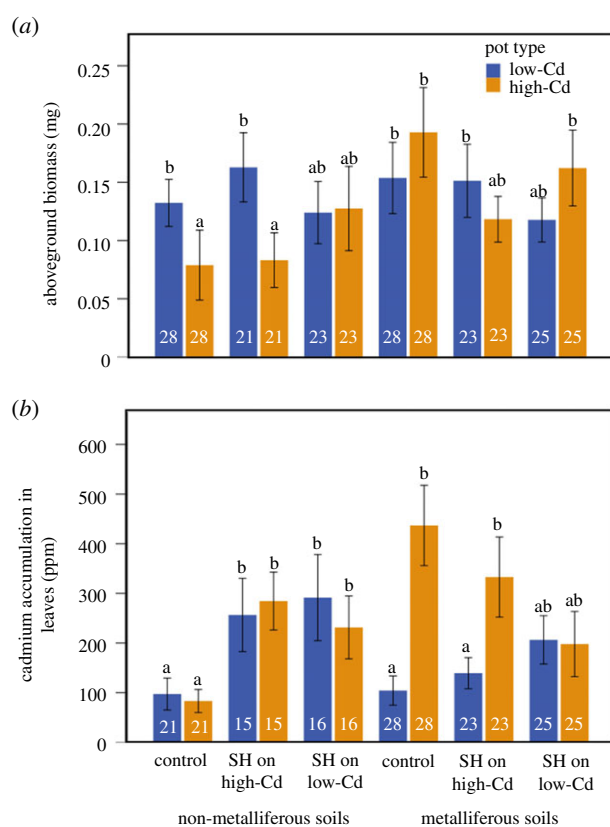 (a)
pot type
low-Cd
high-Cd
aboveground biomass (mg)
0.25
0.20
0.15
0.10
0.05
0
b
a
b
a
ab
ab
b
b
b
ab
ab
b
28
28
21
21
23
23
28
28
23
23
25
25
(b)
cadmium accumulation in
leaves (ppm)
600
500
400
300
200
100
0
a
a
b
b
b
b
a
b
a
b
ab
ab
21
21
15
15
16
16
28
28
23
23
25
25
control
SH on
high-Cd
SH on
low-Cd
control
SH on
high-Cd
SH on
low-Cd
non-metalliferous soils
metalliferous soils